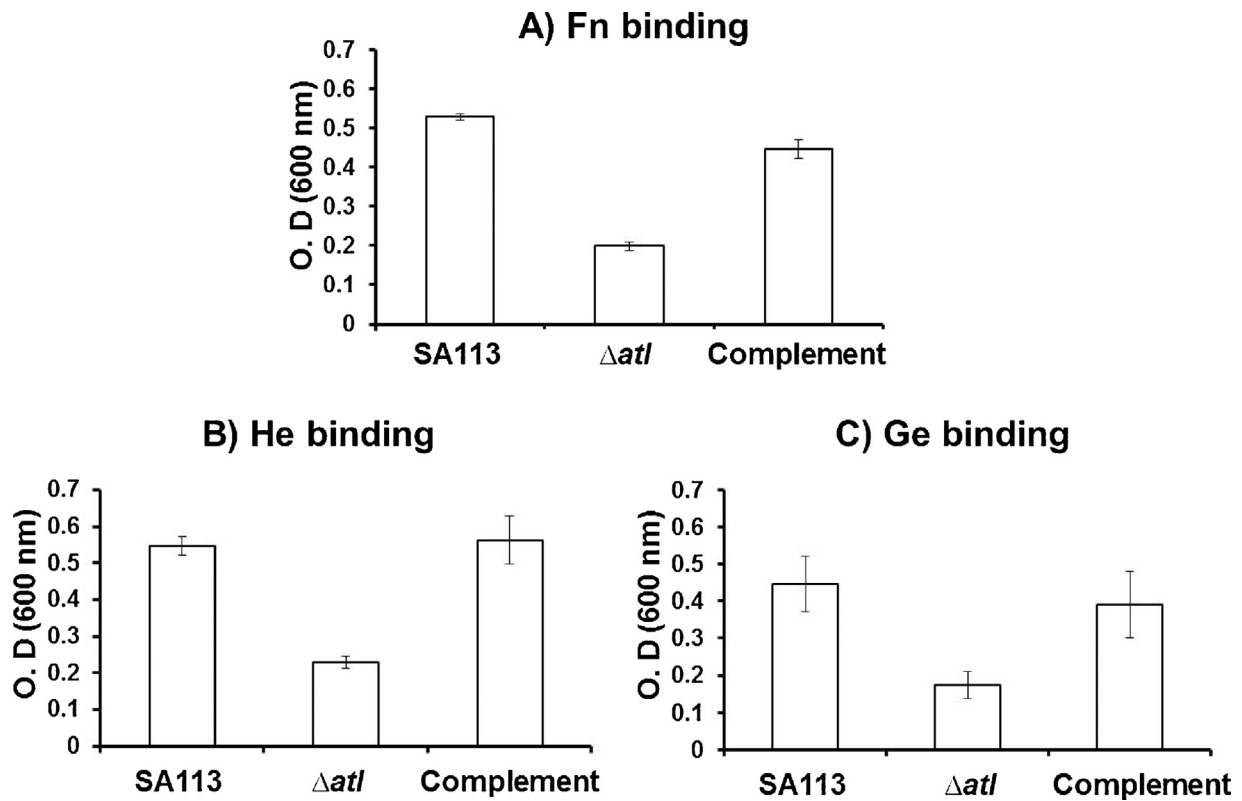 A) Fn binding
0.7
0.6
0.5
0.4
0.3
0.2
0.1
0
O. D (600 nm)
SA113
Δatl
Complement
B) He binding
0.7
0.6
0.5
0.4
0.3
0.2
0.1
0
O. D (600 nm)
SA113
Δatl
Complement
C) Ge binding
0.7
0.6
0.5
0.4
0.3
0.2
0.1
0
O. D (600 nm)
SA113
Δatl
Complement